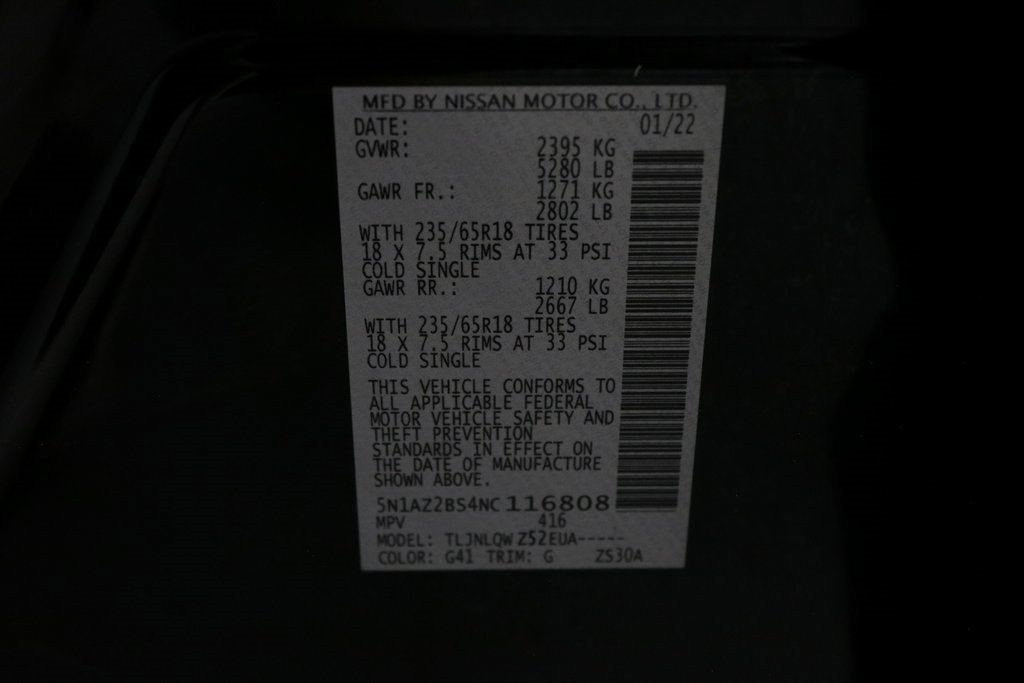 MFD BY NISSAN MOTOR CO., LTD.
DATE: 01/22
GVWR: 2395 KG
5280 LB
GAWR FR.: 1271 KG
2802 LB
WITH 235/65R18 TIRES
18 X 7.5 RIMS AT 33 PSI
COLD SINGLE
GAWR RR.: 1210 KG
2667 LB
WITH 235/65R18 TIRES
18 X 7.5 RIMS AT 33 PSI
COLD SINGLE
THIS VEHICLE CONFORMS TO
ALL APPLICABLE FEDERAL
MOTOR VEHICLE SAFETY AND
THEFT PREVENTION
STANDARDS IN EFFECT ON
THE DATE OF MANUFACTURE
SHOWN ABOVE.
5N1AZ2BS4NC116808
MPV 416
MODEL: TLJNLQWZ52EUA-----
COLOR: G41 TRIM: G ZS30A